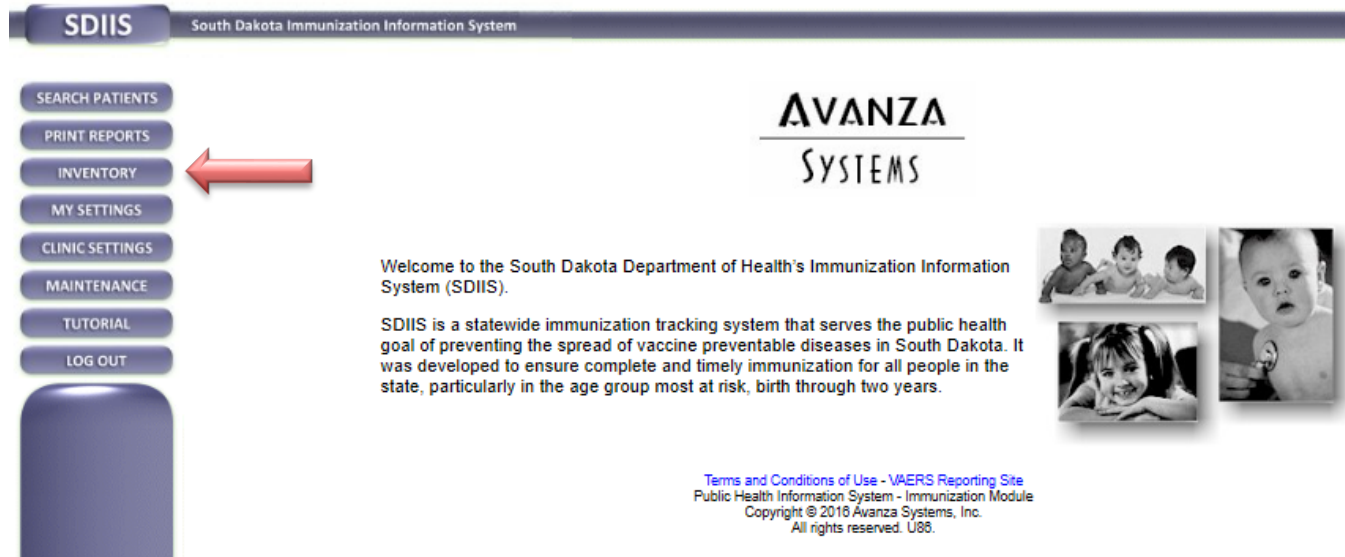 SDIIS
South Dakota Immunization Information System
SEARCH PATIENTS
PRINT REPORTS
INVENTORY
MY SETTINGS
CLINIC SETTINGS
MAINTENANCE
TUTORIAL
LOG OUT
AVANZA
SYSTEMS
Welcome to the South Dakota Department of Health's Immunization Information
System (SDIIS).
SDIIS is a statewide immunization tracking system that serves the public health
goal of preventing the spread of vaccine preventable diseases in South Dakota. It
was developed to ensure complete and timely immunization for all people in the
state, particularly in the age group most at risk, birth through two years.
Terms and Conditions of Use - VAERS Reporting Site
Public Health Information System - Immunization Module
Copyright © 2016 Avanza Systems, Inc.
All rights reserved. U86.